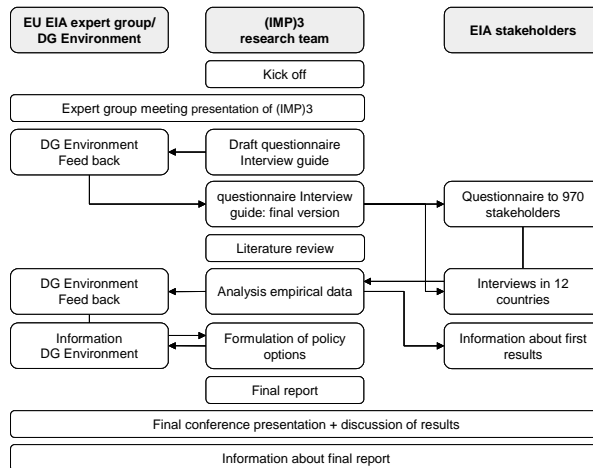 EU EIA expert group/
DG Environment
(IMP)3
research team
EIA stakeholders
Kick off
Expert group meeting presentation of (IMP)3
DG Environment
Feed back
Draft questionnaire
Interview guide
questionnaire Interview
guide: final version
Questionnaire to 970
stakeholders
Literature review
DG Environment
Feed back
Analysis empirical data
Interviews in 12
countries
Information
DG Environment
Formulation of policy
options
Information about first
results
Final report
Final conference presentation + discussion of results
Information about final report